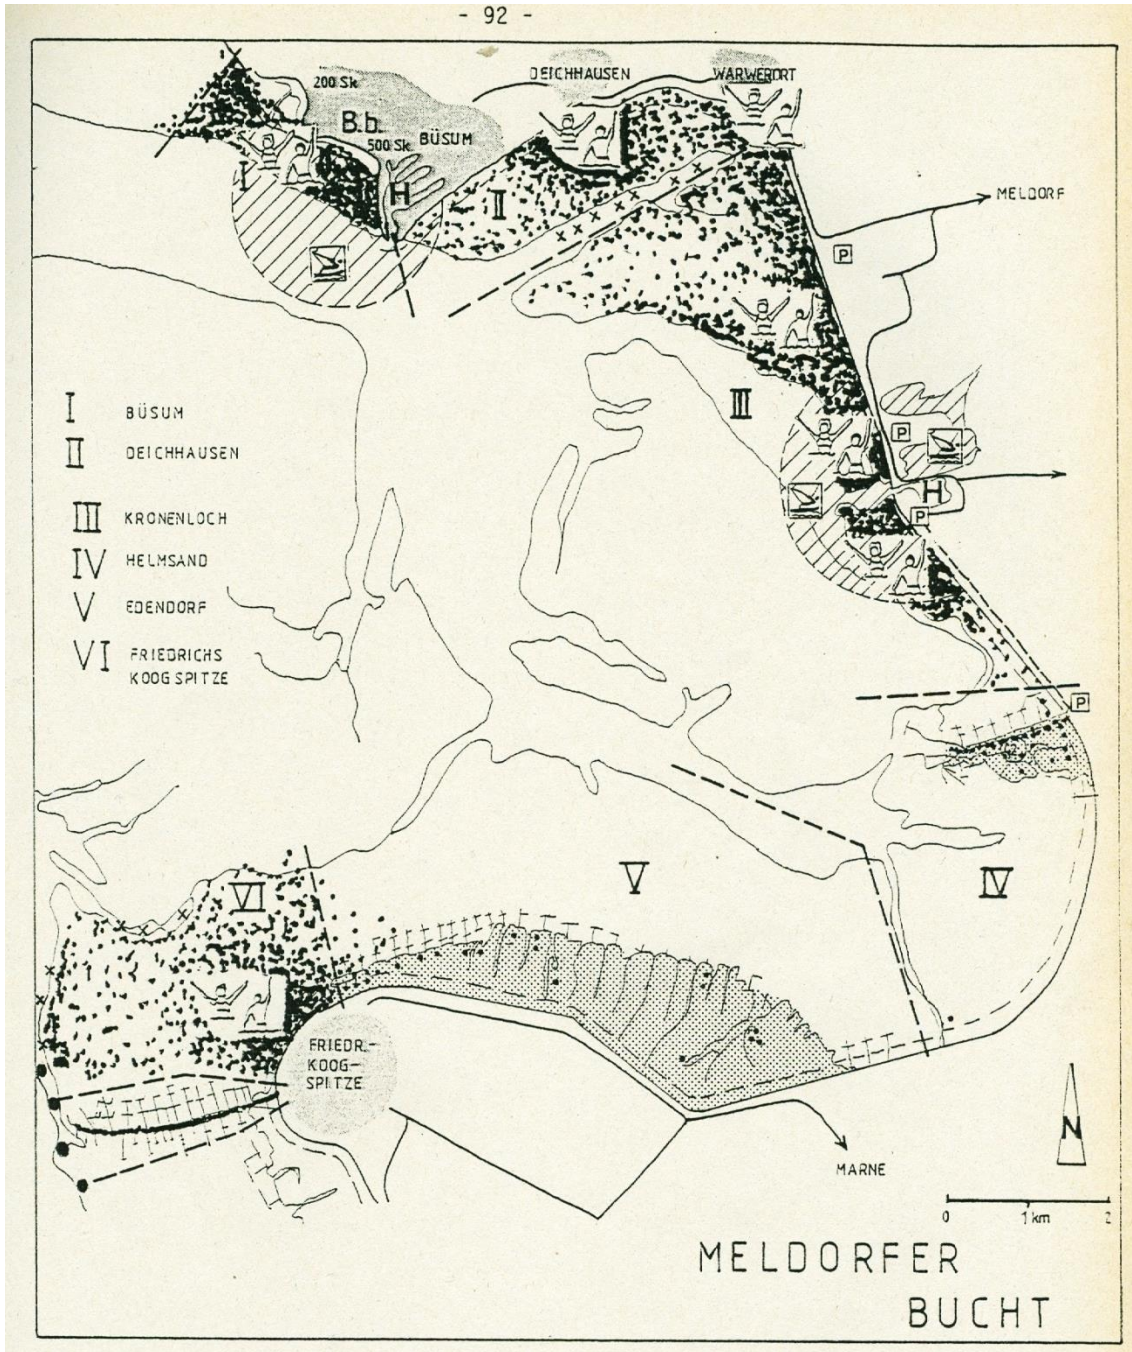 - 92 -
DEICHHAUSEN
WARWERORT
200 Sk
B.b.
500 Sk.
BÜSUM
I
H
II
MELDORF
P
III
P
H
P
I BÜSUM
II DEICHHAUSEN
III KRONENLOCH
IV HELMSAND
V EDENDORF
VI FRIEDRICHS
KOOGSPITZE
P
V
IV
VI
FRIEDR.-
KOOG-
SPITZE
N
MARNE
0 1 km 2
MELDORFER
BUCHT